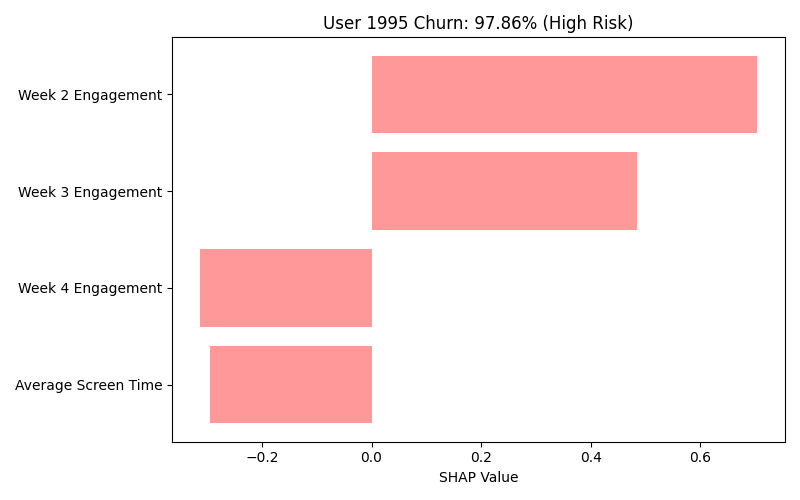 User 1995 Churn: 97.86% (High Risk)
Week 2 Engagement
Week 3 Engagement
Week 4 Engagement
Average Screen Time
−0.2 0.0 0.2 0.4 0.6
SHAP Value